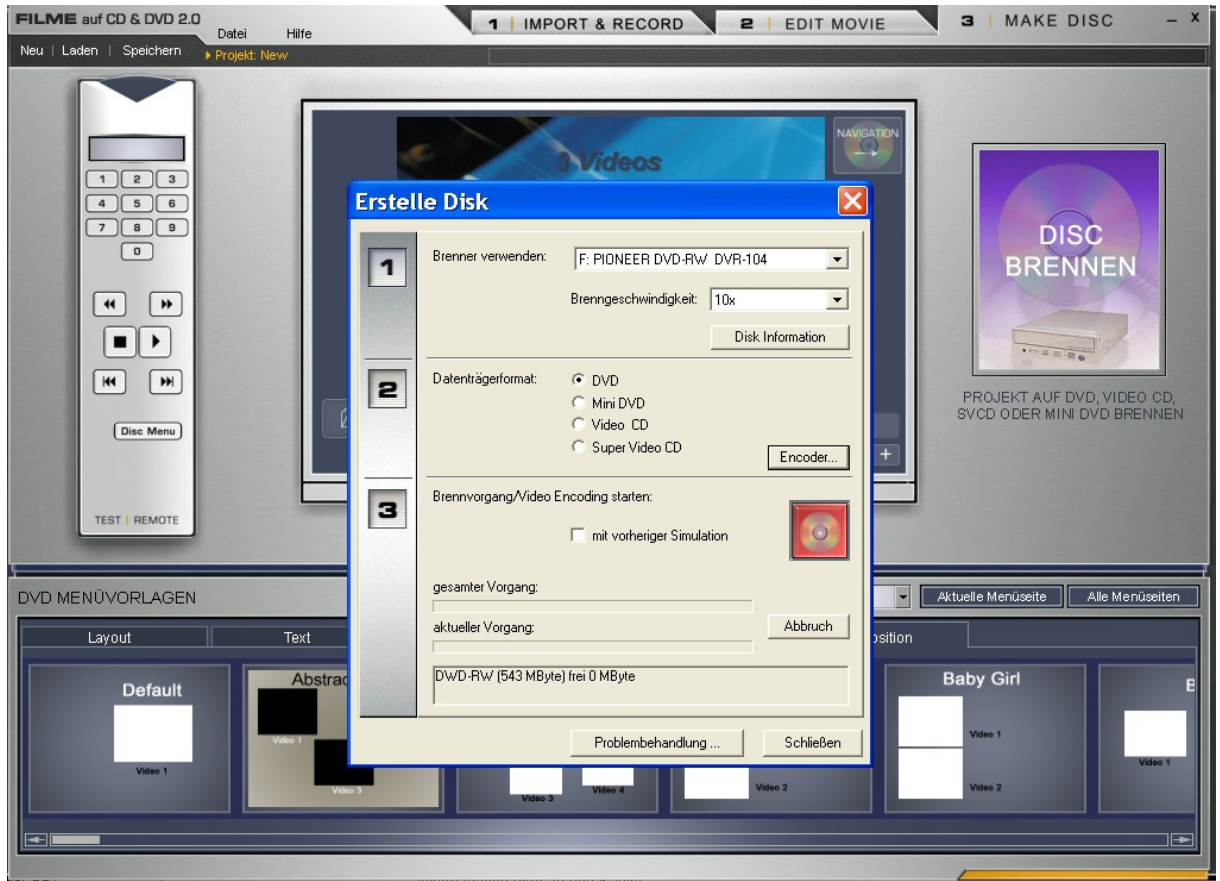 FILME auf CD & DVD 2.0
Datei Hilfe
1 | IMPORT & RECORD
2 | EDIT MOVIE
3 | MAKE DISC
– X
Neu | Laden | Speichern
Projekt: New
1 2 3
4 5 6
7 8 9
0
Disc Menu
TEST | REMOTE
3 Videos
NAVIGATION
DISC
BRENNEN
PROJEKT AUF DVD, VIDEO CD,
SVCD ODER MINI DVD BRENNEN
Erstelle Disk
1
Brenner verwenden:
F: PIONEER DVD-RW DVR-104
Brenngeschwindigkeit:
10x
Disk Information
2
Datenträgerformat:
DVD
Mini DVD
Video CD
Super Video CD
Encoder...
3
Brennvorgang/Video Encoding starten:
mit vorheriger Simulation
gesamter Vorgang:
aktueller Vorgang:
Abbruch
DWD-RW (543 MByte) frei 0 MByte
Problembehandlung ...
Schließen
DVD MENÜVORLAGEN
Aktuelle Menüseite
Alle Menüseiten
Layout
Text
Default
Video 1
Video 1
Video 3
Video 3
Video 4
Video 2
Baby Girl
Video 1
Video 2
Video 1